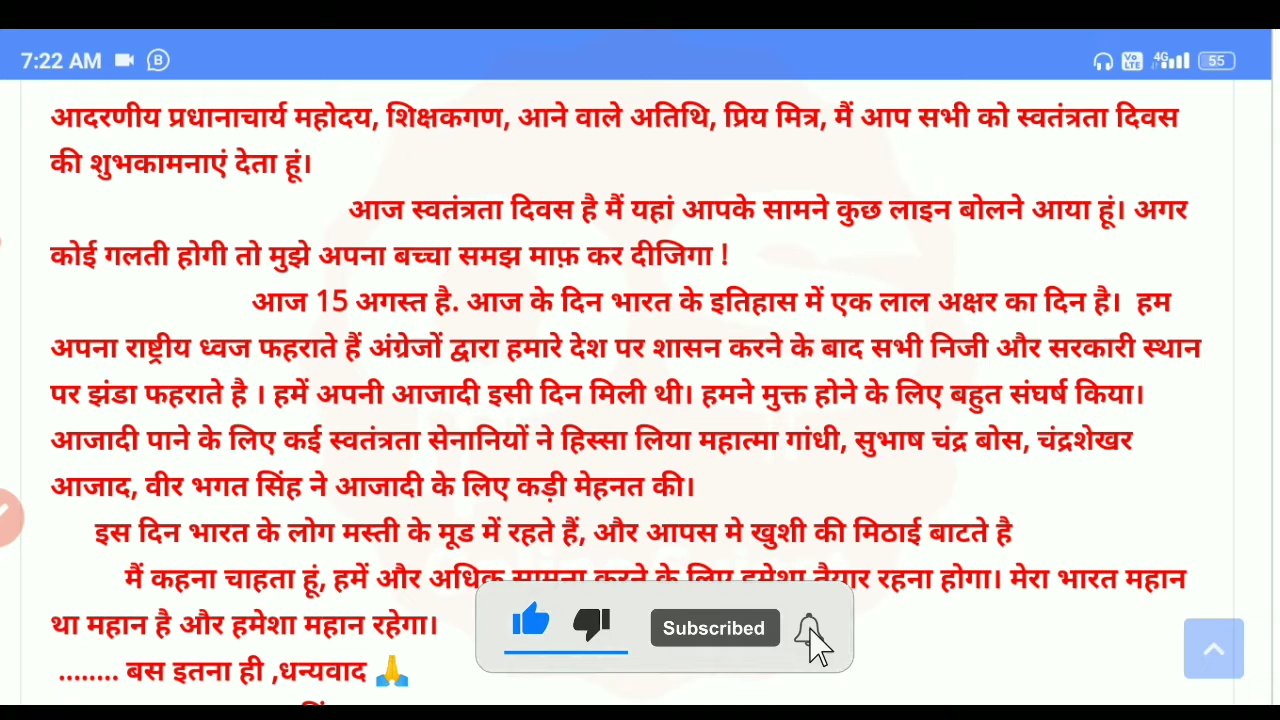 7:22 AM
4G
Vo LTE
55
आदरणीय प्रधानाचार्य महोदय, शिक्षकगण, आने वाले अतिथि, प्रिय मित्र, मैं आप सभी को स्वतंत्रता दिवस
की शुभकामनाएं देता हूं।
आज स्वतंत्रता दिवस है मैं यहां आपके सामने कुछ लाइन बोलने आया हूं। अगर
कोई गलती होगी तो मुझे अपना बच्चा समझ माफ़ कर दीजिगा !
आज 15 अगस्त है. आज के दिन भारत के इतिहास में एक लाल अक्षर का दिन है। हम
अपना राष्ट्रीय ध्वज फहराते हैं अंग्रेजों द्वारा हमारे देश पर शासन करने के बाद सभी निजी और सरकारी स्थान
पर झंडा फहराते है । हमें अपनी आजादी इसी दिन मिली थी। हमने मुक्त होने के लिए बहुत संघर्ष किया।
आजादी पाने के लिए कई स्वतंत्रता सेनानियों ने हिस्सा लिया महात्मा गांधी, सुभाष चंद्र बोस, चंद्रशेखर
आजाद, वीर भगत सिंह ने आजादी के लिए कड़ी मेहनत की।
इस दिन भारत के लोग मस्ती के मूड में रहते हैं, और आपस मे खुशी की मिठाई बाटते है
मैं कहना चाहता हूं, हमें और अधिक सामना करने के लिए हमेशा तैयार रहना होगा। मेरा भारत महान
था महान है और हमेशा महान रहेगा।
Subscribed
........ बस इतना ही ,धन्यवाद 🙏